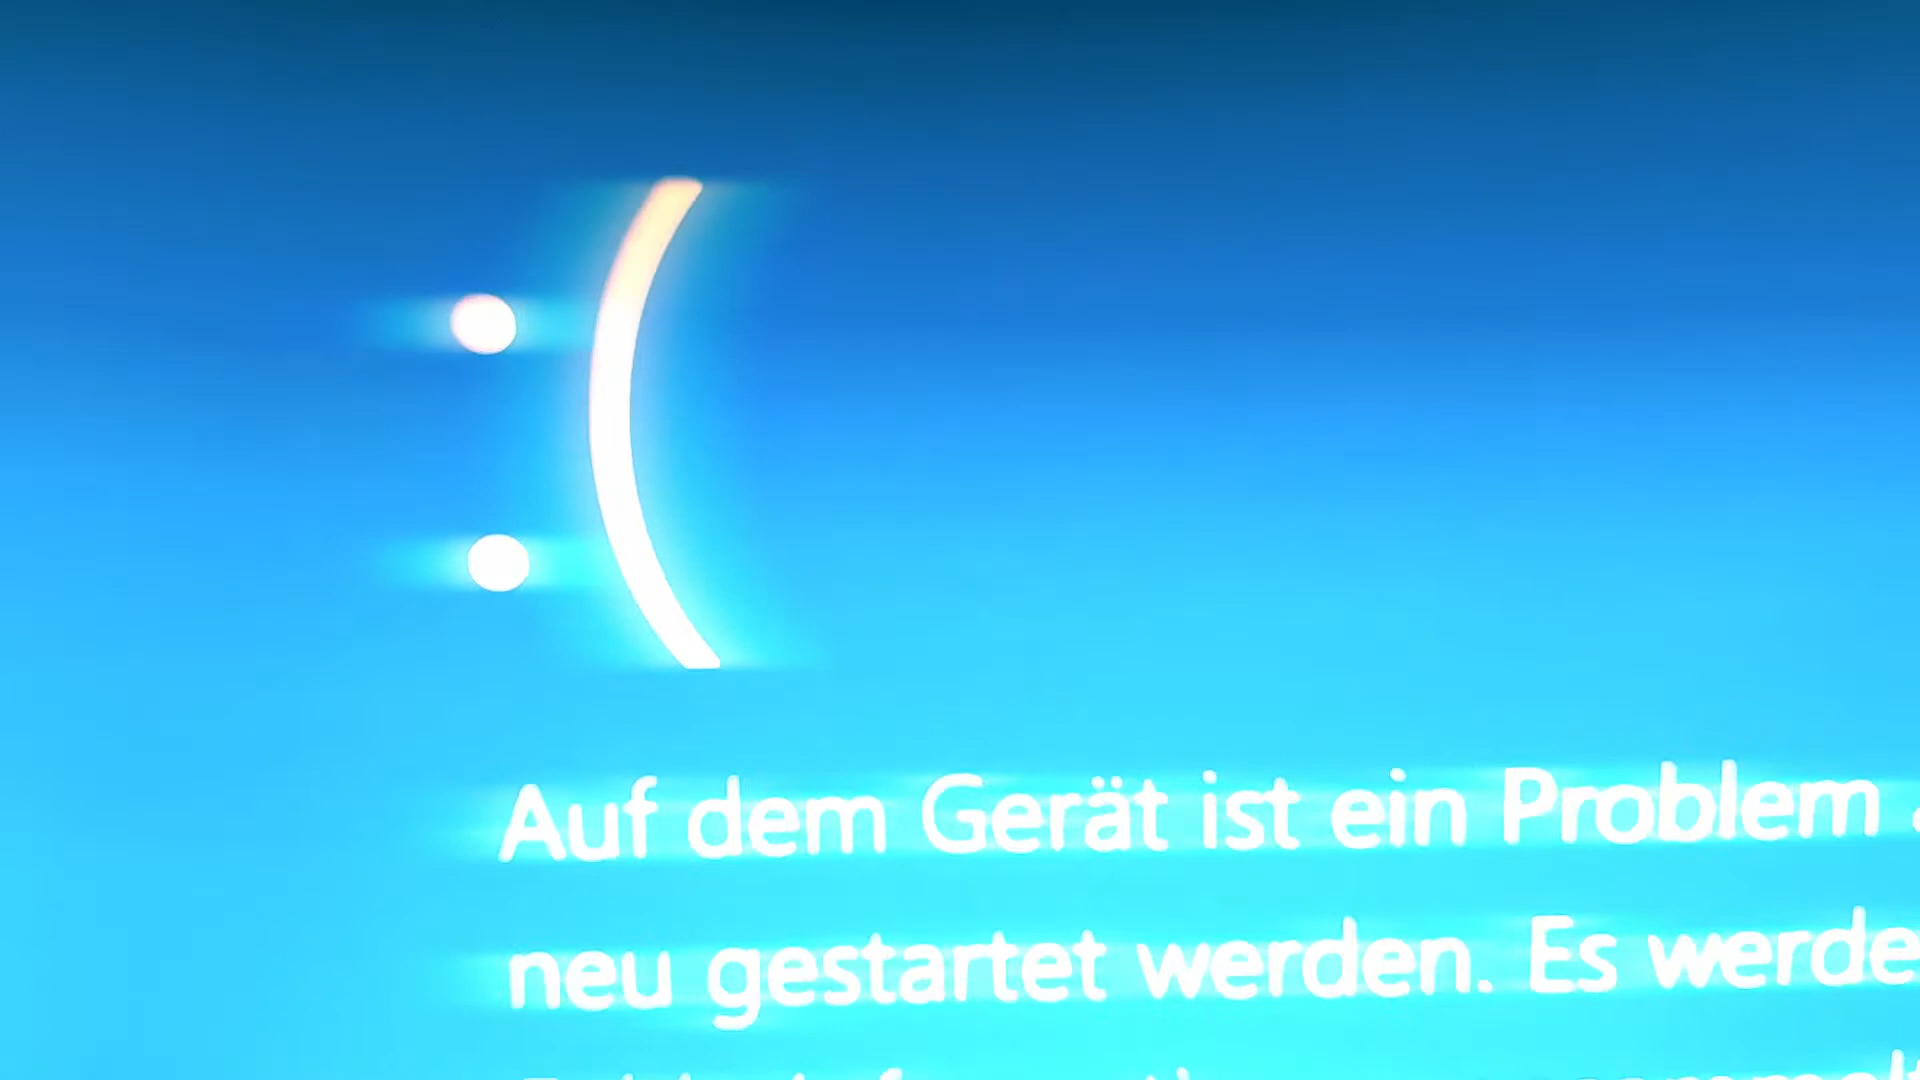 :(
Auf dem Gerät ist ein Problem
neu gestartet werden. Es werde